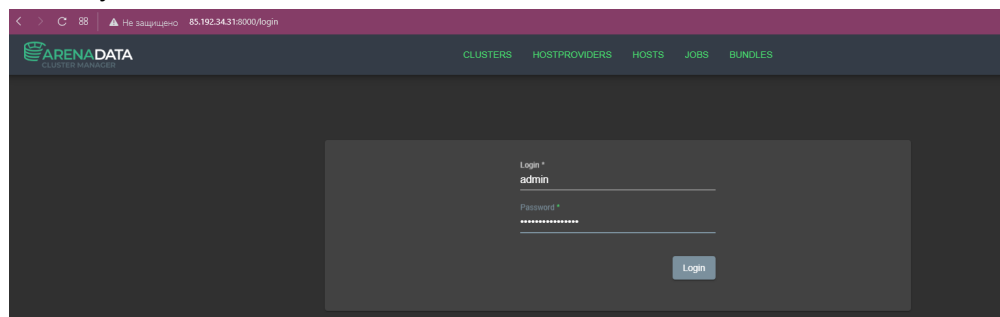 Не защищено 85.192.34.31:8000/login
ARENADATA
CLUSTER MANAGER
CLUSTERS HOSTPROVIDERS HOSTS JOBS BUNDLES
Login *
admin
Password *
•••••••••••••••
Login